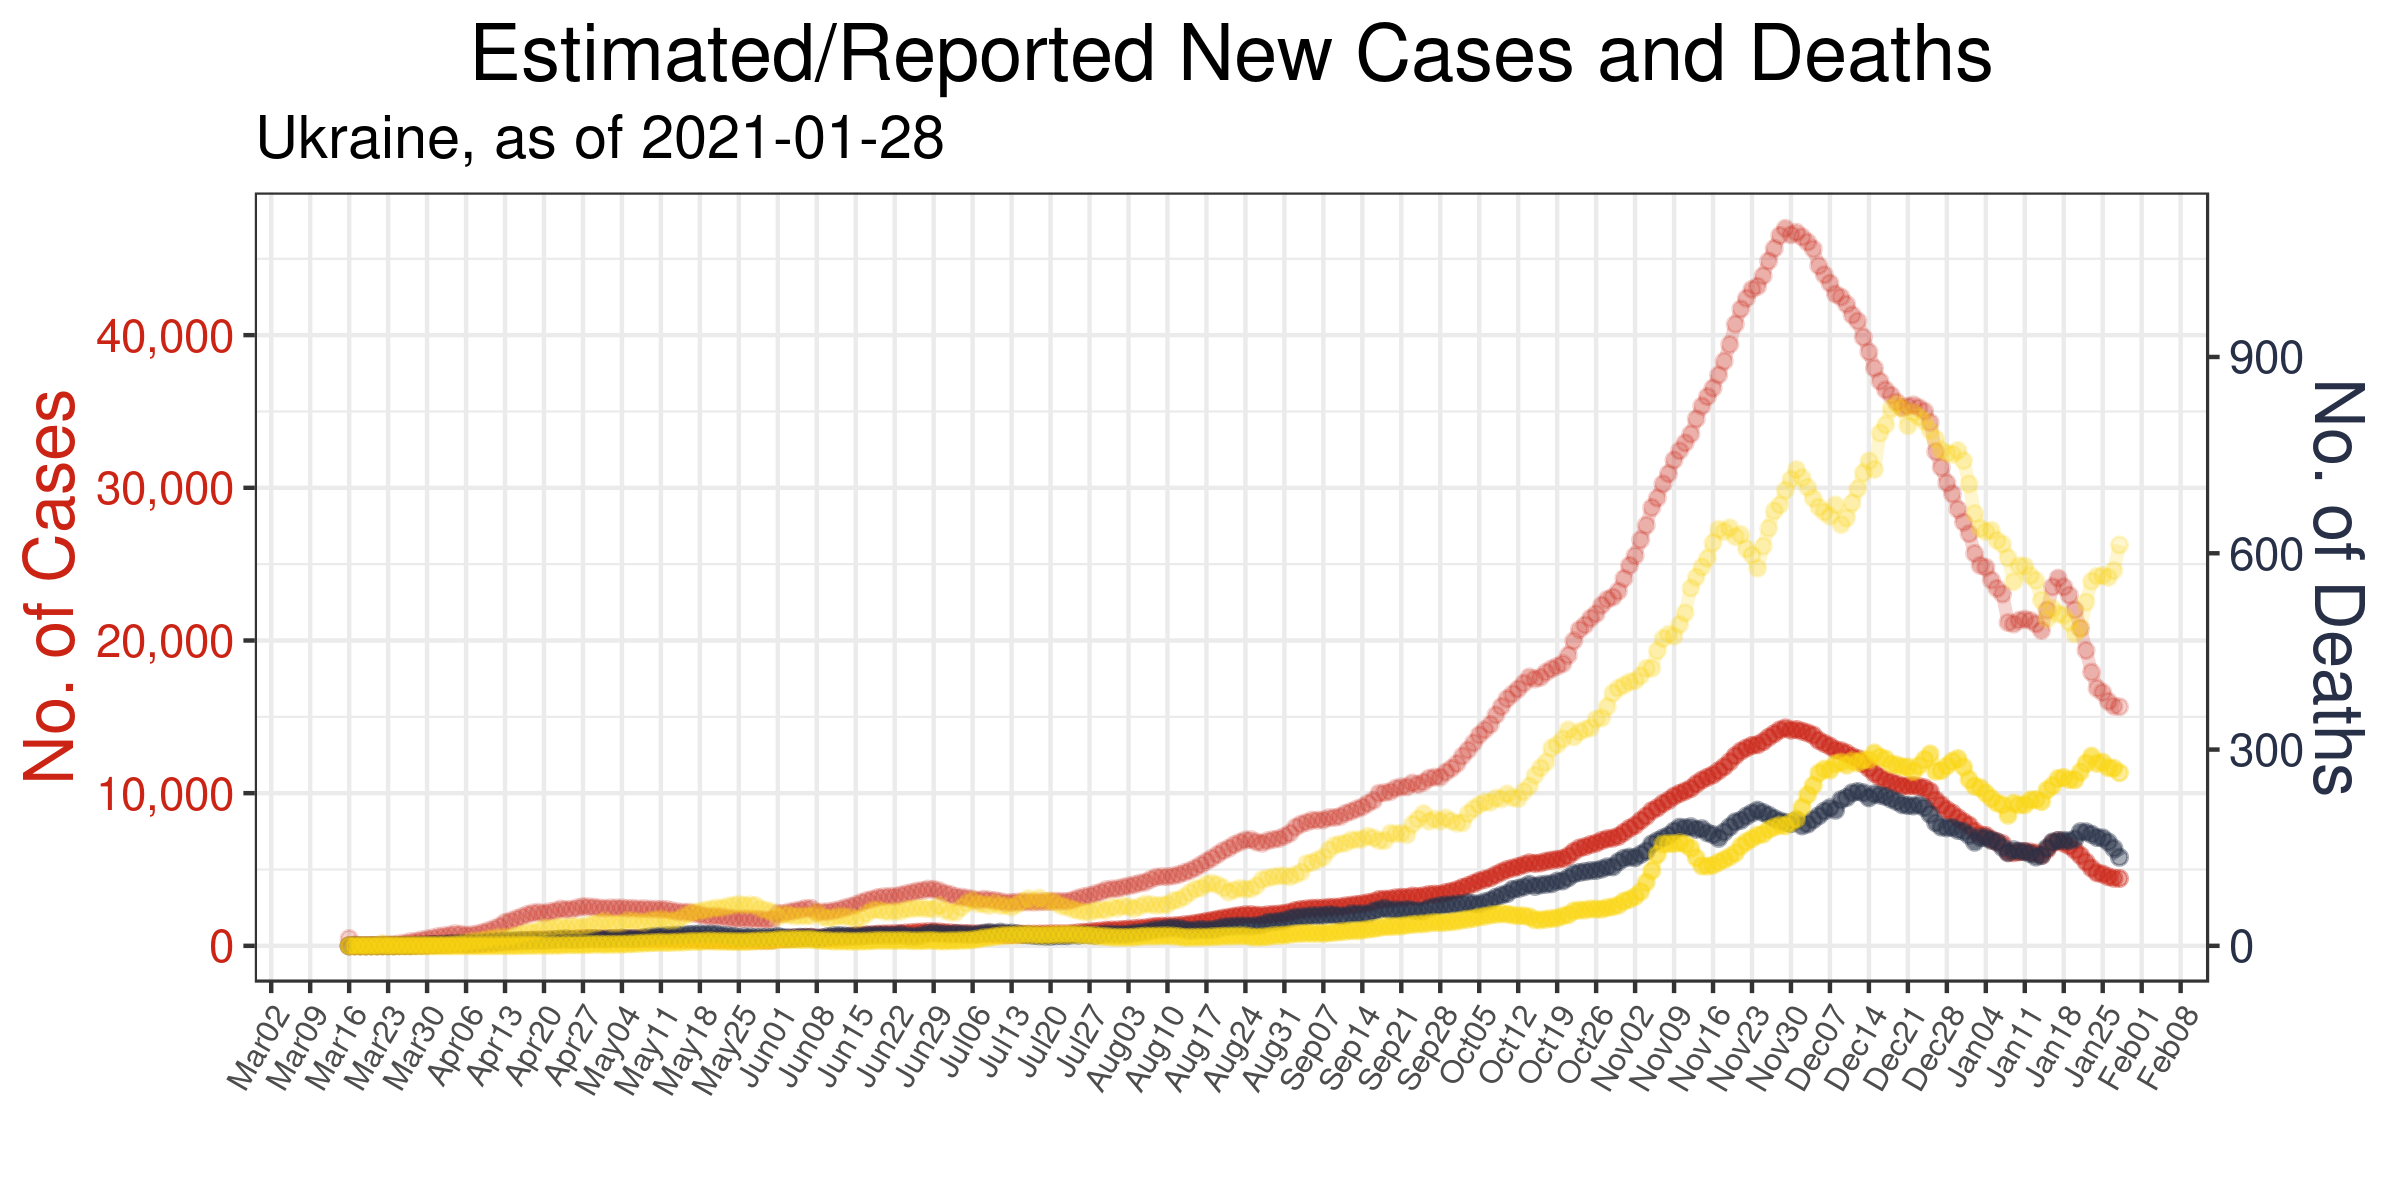 Estimated/Reported New Cases and Deaths
Ukraine, as of 2021-01-28
No. of Cases
40,000
30,000
20,000
10,000
0
900
600
300
0
No. of Deaths
Mar02
Mar09
Mar16
Mar23
Mar30
Apr06
Apr13
Apr20
Apr27
May04
May11
May18
May25
Jun01
Jun08
Jun15
Jun22
Jun29
Jul06
Jul13
Jul20
Jul27
Aug03
Aug10
Aug17
Aug24
Aug31
Sep07
Sep14
Sep21
Sep28
Oct05
Oct12
Oct19
Oct26
Nov02
Nov09
Nov16
Nov23
Nov30
Dec07
Dec14
Dec21
Dec28
Jan04
Jan11
Jan18
Jan25
Feb01
Feb08